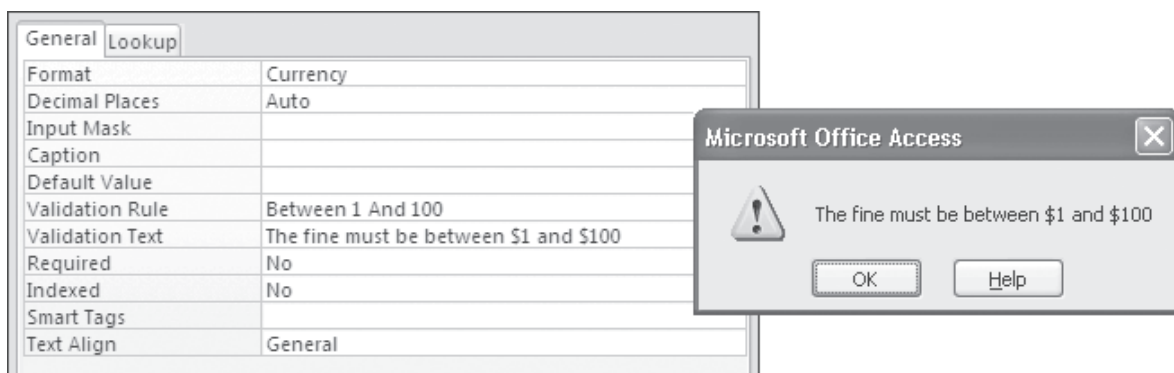 General Lookup
Format Currency
Decimal Places Auto
Input Mask
Caption
Default Value
Validation Rule Between 1 And 100
Validation Text The fine must be between $1 and $100
Required No
Indexed No
Smart Tags
Text Align General
Microsoft Office Access
The fine must be between $1 and $100
OK Help